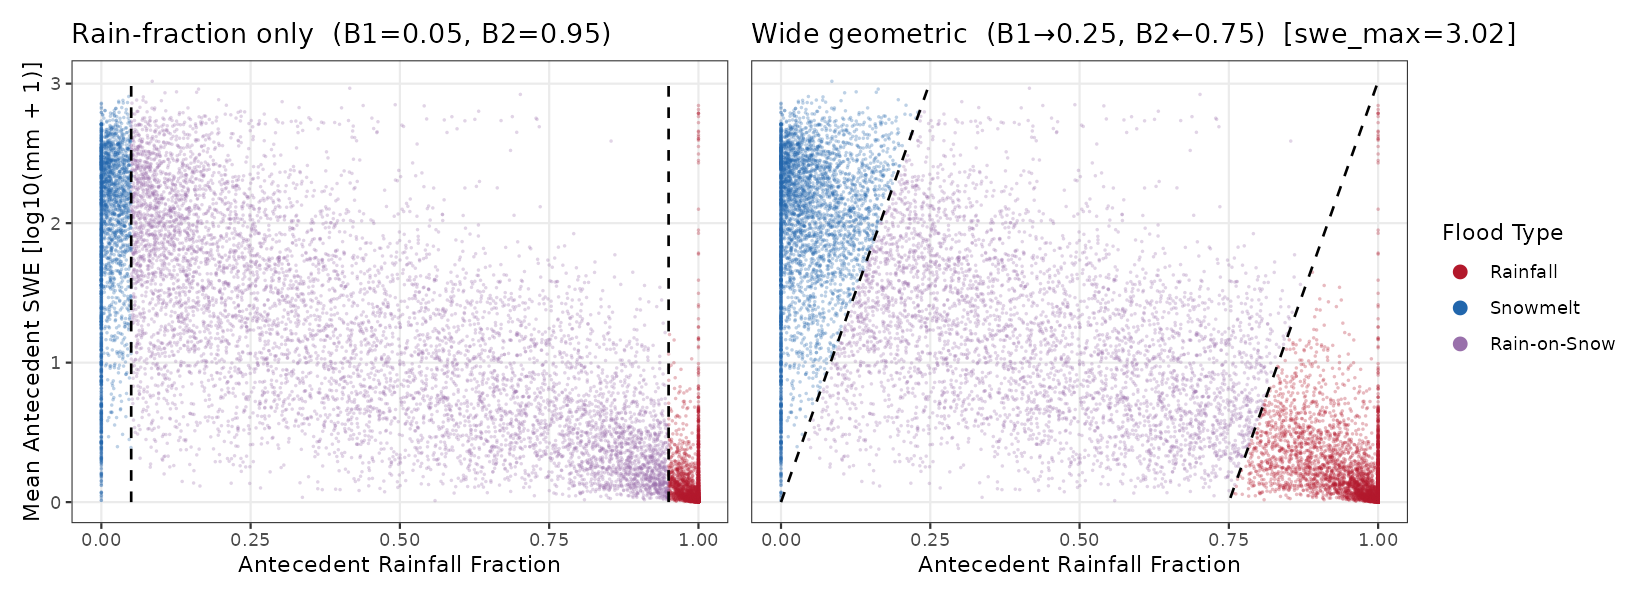 Rain-fraction only  (B1=0.05, B2=0.95)
Wide geometric  (B1→0.25, B2←0.75)  [swe_max=3.02]
Mean Antecedent SWE [log10(mm + 1)]
3
2
1
0
0.00 0.25 0.50 0.75 1.00
0.00 0.25 0.50 0.75 1.00
Antecedent Rainfall Fraction
Antecedent Rainfall Fraction
Flood Type
Rainfall
Snowmelt
Rain-on-Snow